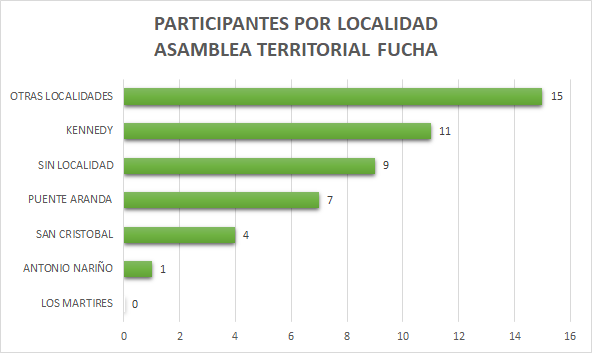 PARTICIPANTES POR LOCALIDAD
ASAMBLEA TERRITORIAL FUCHA
OTRAS LOCALIDADES 15
KENNEDY 11
SIN LOCALIDAD 9
PUENTE ARANDA 7
SAN CRISTOBAL 4
ANTONIO NARIÑO 1
LOS MARTIRES 0
0 2 4 6 8 10 12 14 16